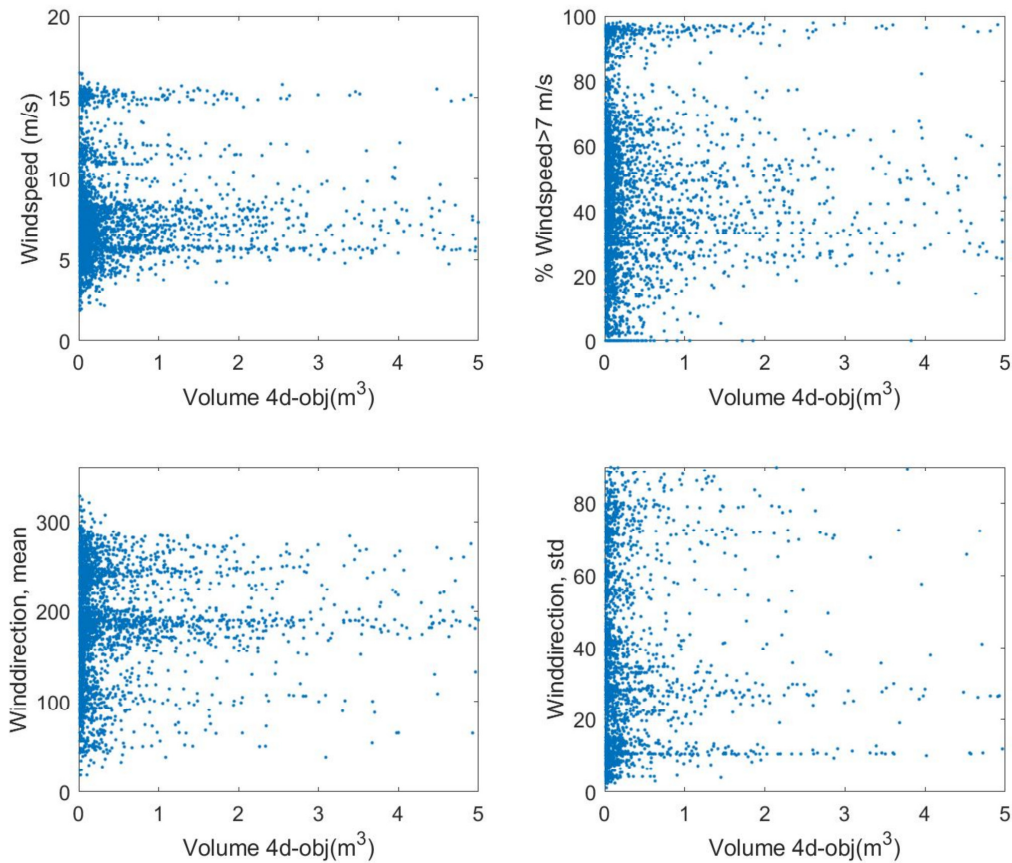 20
15
10
5
0
Windspeed (m/s)
0 1 2 3 4 5
Volume 4d-obj(m³)
100
80
60
40
20
0
% Windspeed>7 m/s
0 1 2 3 4 5
Volume 4d-obj(m³)
300
200
100
0
Winddirection, mean
0 1 2 3 4 5
Volume 4d-obj(m³)
80
60
40
20
0
Winddirection, std
0 1 2 3 4 5
Volume 4d-obj(m³)